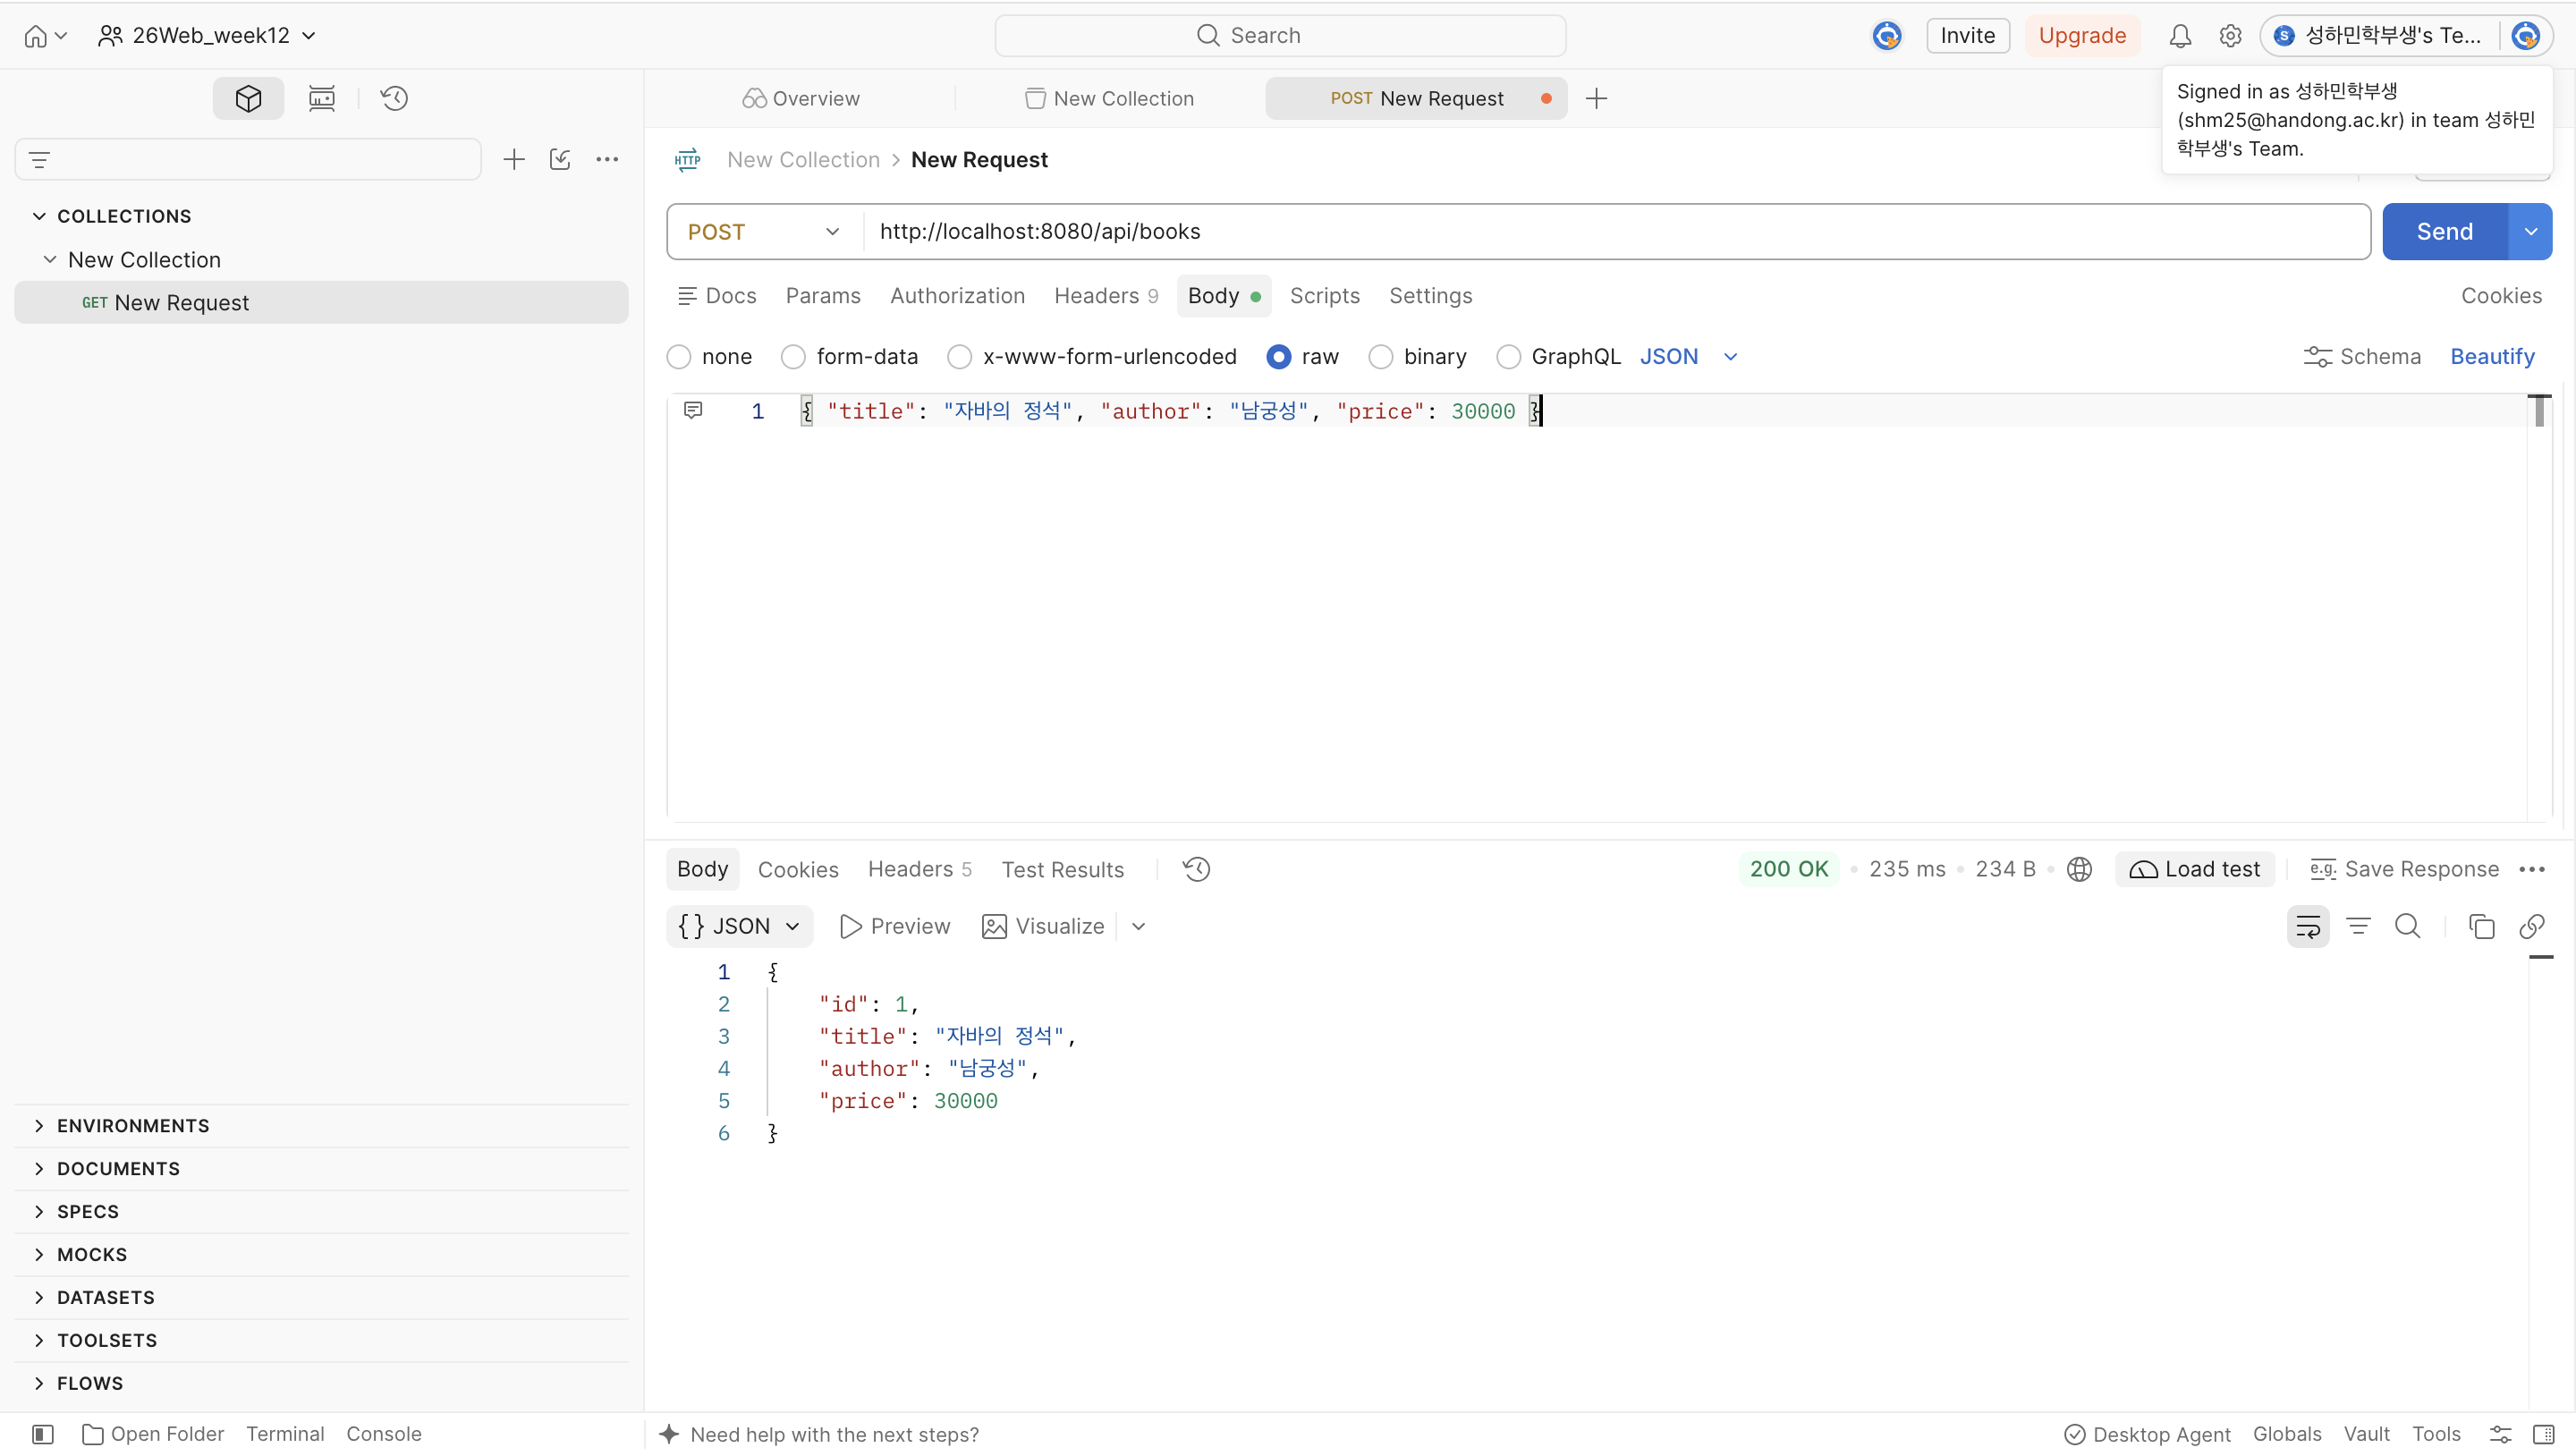 26Web_week12
Search
Invite
Upgrade
S 성하민학부생's Te...
Signed in as 성하민학부생
(shm25@handong.ac.kr) in team 성하민
학부생's Team.
Overview
New Collection
POST New Request
HTTP New Collection > New Request
COLLECTIONS
New Collection
GET New Request
POST http://localhost:8080/api/books
Send
Docs Params Authorization Headers 9 Body Scripts Settings Cookies
none form-data x-www-form-urlencoded raw binary GraphQL JSON Schema Beautify
1 { "title": "자바의 정석", "author": "남궁성", "price": 30000 }
Body Cookies Headers 5 Test Results 200 OK 235 ms 234 B Load test e.g. Save Response
{} JSON Preview Visualize
1 {
2 "id": 1,
3 "title": "자바의 정석",
4 "author": "남궁성",
5 "price": 30000
6 }
ENVIRONMENTS
DOCUMENTS
SPECS
MOCKS
DATASETS
TOOLSETS
FLOWS
Open Folder Terminal Console
Need help with the next steps?
Desktop Agent Globals Vault Tools